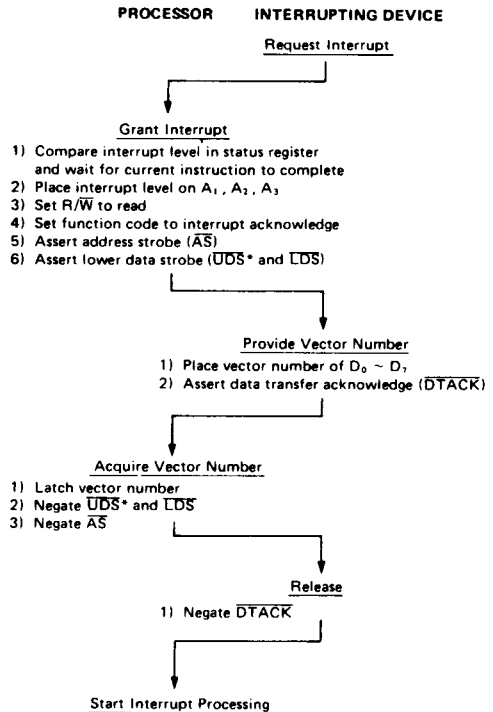 PROCESSOR INTERRUPTING DEVICE
Request Interrupt
Grant Interrupt
1) Compare interrupt level in status register
and wait for current instruction to complete
2) Place interrupt level on A₁, A₂, A₃
3) Set R/W̅ to read
4) Set function code to interrupt acknowledge
5) Assert address strobe (A̅S̅)
6) Assert lower data strobe (U̅D̅S̅* and L̅D̅S̅)
Provide Vector Number
1) Place vector number of D₀ ~ D₇
2) Assert data transfer acknowledge (D̅T̅A̅C̅K̅)
Acquire Vector Number
1) Latch vector number
2) Negate U̅D̅S̅* and L̅D̅S̅
3) Negate A̅S̅
Release
1) Negate D̅T̅A̅C̅K̅
Start Interrupt Processing